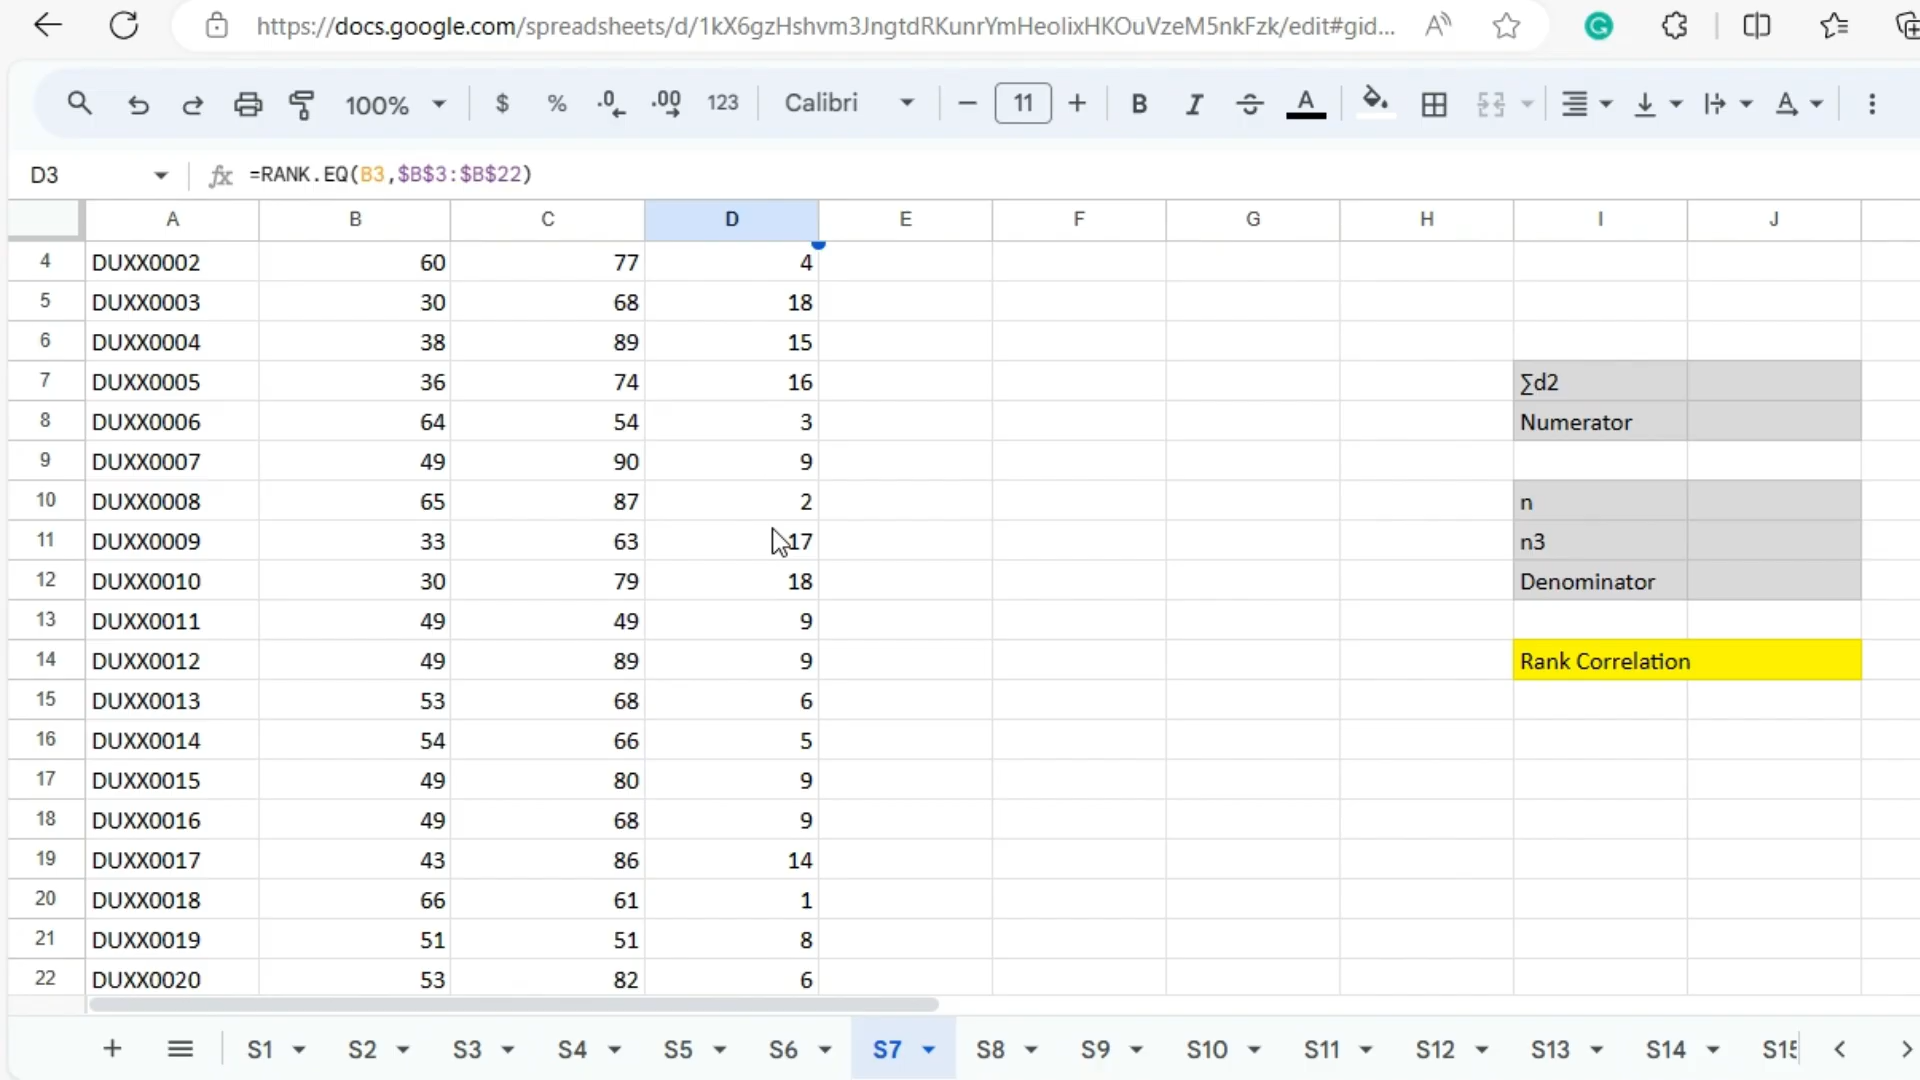 https://docs.google.com/spreadsheets/d/1kX6gzHshvm3JngtdRKunrYmHeoIixHKOuVzeM5nkFzk/edit#gid...
100% $ % .0 .00 123 Calibri 11 B I A
D3 fx =RANK.EQ(B3,$B$3:$B$22)
A B C D E F G H I J
4 DUXX0002 60 77 4
5 DUXX0003 30 68 18
6 DUXX0004 38 89 15
7 DUXX0005 36 74 16 ∑d2
8 DUXX0006 64 54 3 Numerator
9 DUXX0007 49 90 9
10 DUXX0008 65 87 2 n
11 DUXX0009 33 63 17 n3
12 DUXX0010 30 79 18 Denominator
13 DUXX0011 49 49 9
14 DUXX0012 49 89 9 Rank Correlation
15 DUXX0013 53 68 6
16 DUXX0014 54 66 5
17 DUXX0015 49 80 9
18 DUXX0016 49 68 9
19 DUXX0017 43 86 14
20 DUXX0018 66 61 1
21 DUXX0019 51 51 8
22 DUXX0020 53 82 6
S1 S2 S3 S4 S5 S6 S7 S8 S9 S10 S11 S12 S13 S14